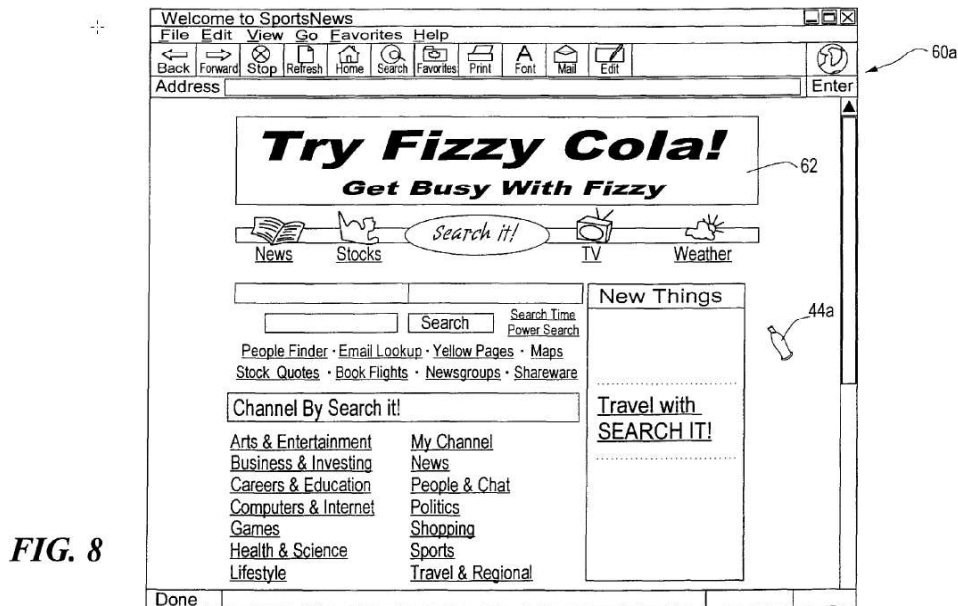 Welcome to SportsNews
File Edit View Go Favorites Help
Back Forward Stop Refresh Home Search Favorites Print Font Mail Edit
60a
Address Enter
Try Fizzy Cola!
Get Busy With Fizzy
62
Search it!
News Stocks TV Weather
New Things
44a
Search Search Time
Power Search
People Finder · Email Lookup · Yellow Pages · Maps
Stock Quotes · Book Flights · Newsgroups · Shareware
Channel By Search it!
Travel with
SEARCH IT!
Arts & Entertainment My Channel
Business & Investing News
Careers & Education People & Chat
Computers & Internet Politics
Games Shopping
Health & Science Sports
Lifestyle Travel & Regional
FIG. 8
Done